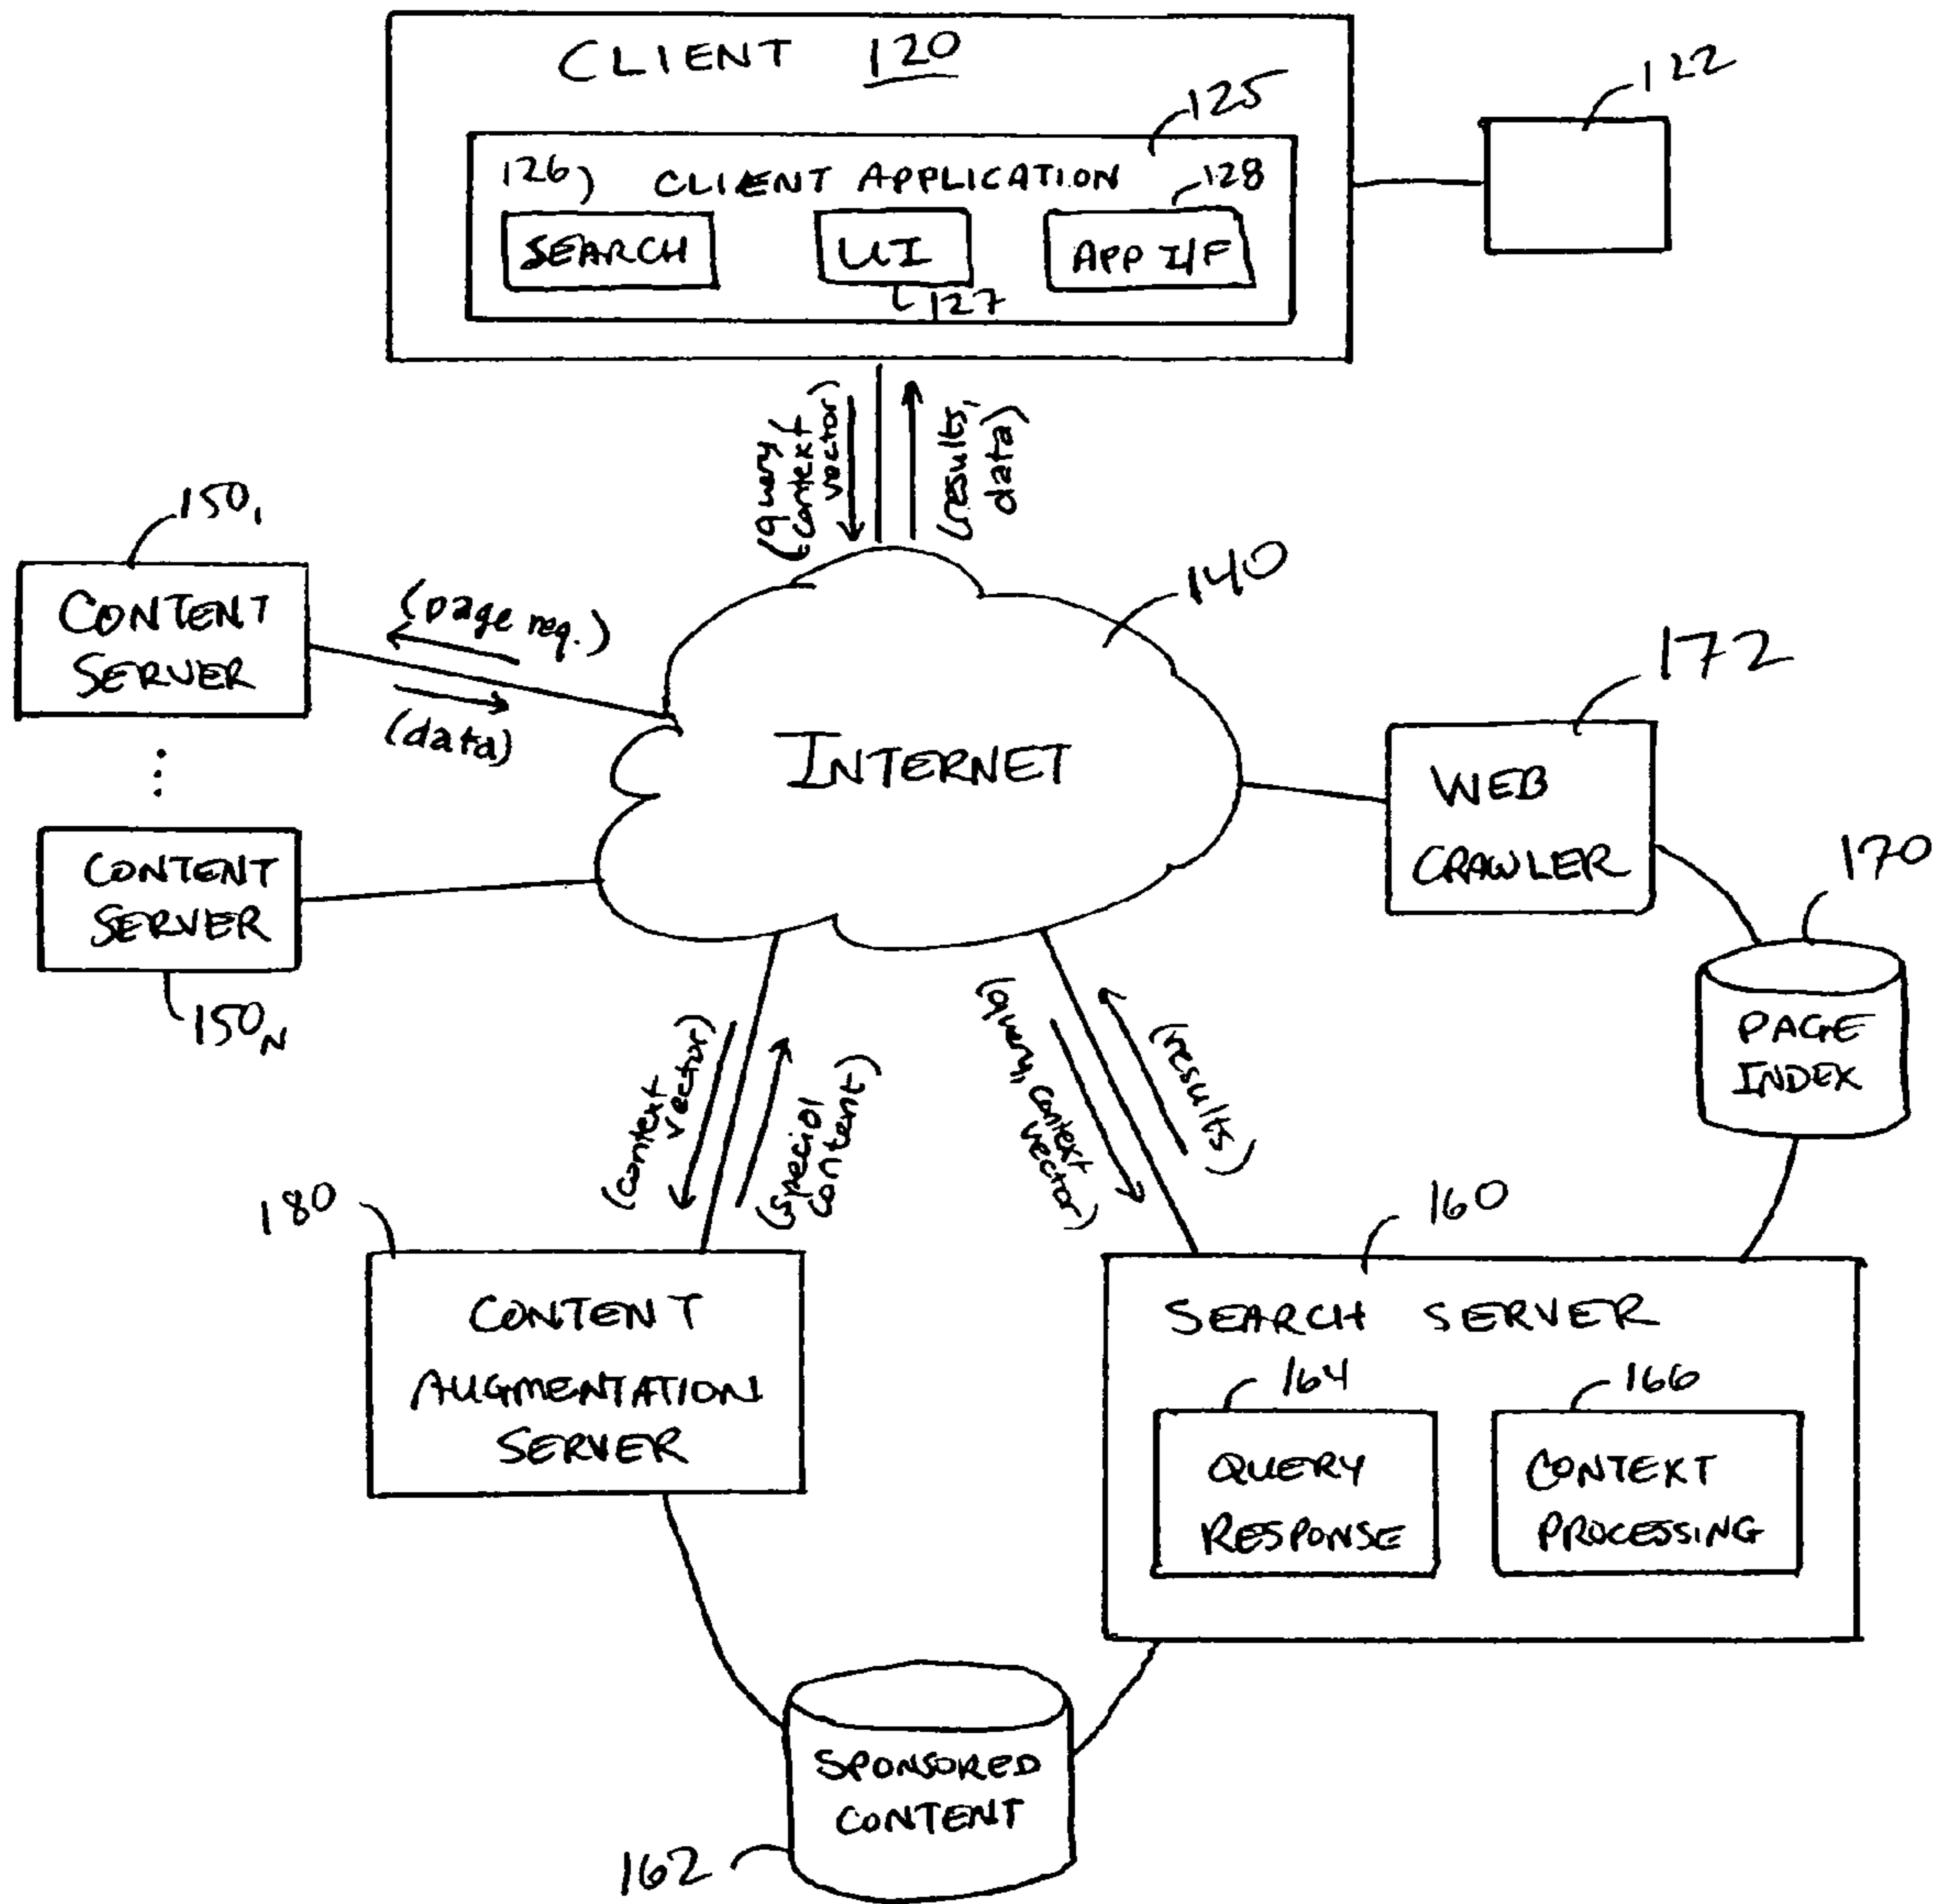 CLIENT 120
122
125
126) CLIENT APPLICATION
128
SEARCH
UI
APP I/F
127
(query,
context
vector)
(results,
data)
150₁
CONTENT
SERVER
(page req.)
(data)
140
INTERNET
172
WEB
CRAWLER
CONTENT
SERVER
150N
170
PAGE
INDEX
(context
vector)
(special
content)
(query, context
vector)
(results)
180
CONTENT
AUGMENTATION
SERVER
160
SEARCH SERVER
164
QUERY
RESPONSE
166
CONTEXT
PROCESSING
SPONSORED
CONTENT
162